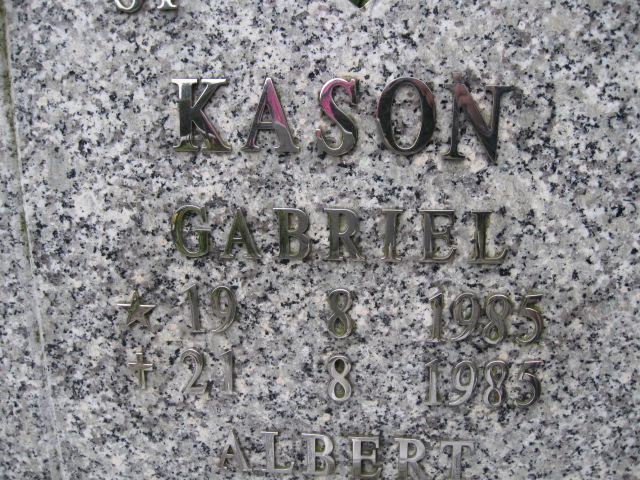 KASON
GABRIEL
★ 19 8 1985
✝ 21 8 1985
ALBERT